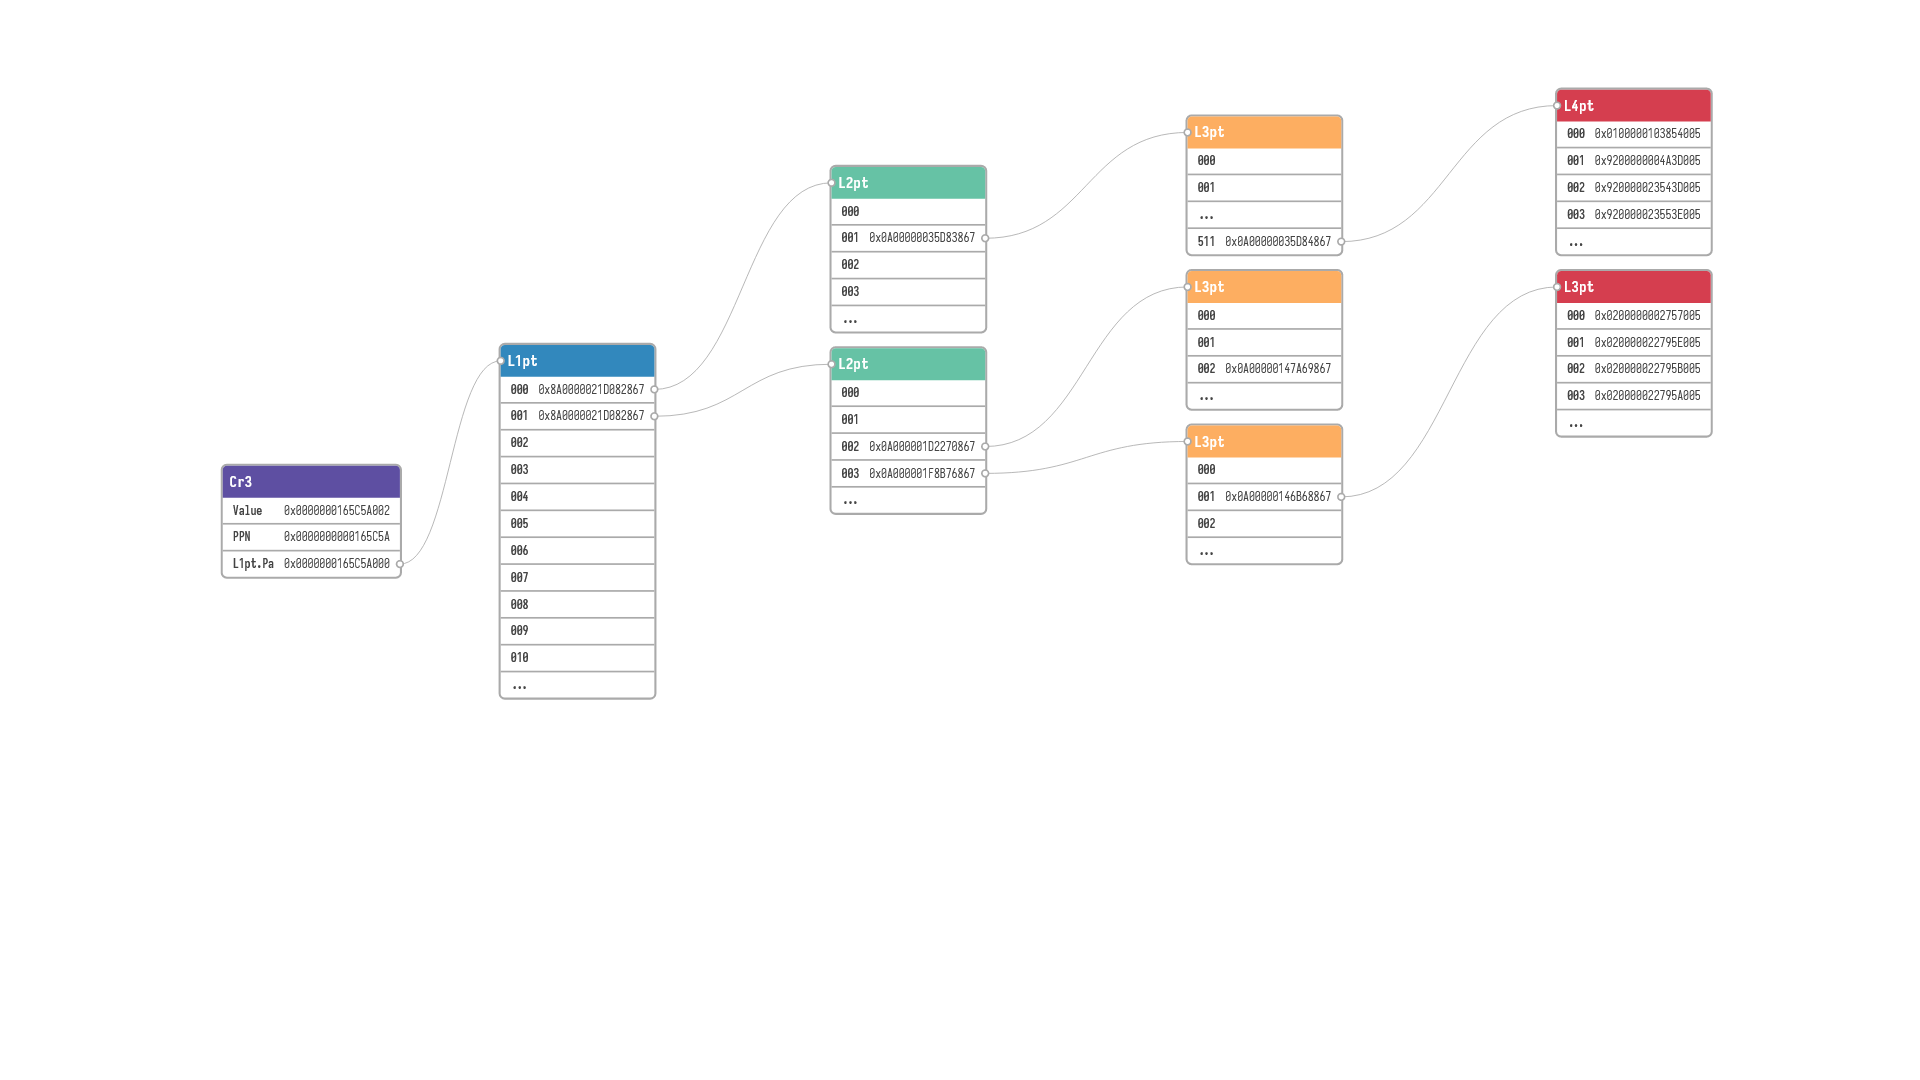 Cr3
Value 0x0000000165C5A002
PPN 0x0000000000165C5A
L1pt.Pa 0x0000000165C5A000
L1pt
000 0x8A0000021D082867
001 0x8A0000021D082867
002
003
004
005
006
007
008
009
010
...
L2pt
000
001 0x0A00000035D83867
002
003
...
L2pt
000
001
002 0x0A000001D2270867
003 0x0A000001F8B76867
...
L3pt
000
001
...
511 0x0A00000035D84867
L3pt
000
001
002 0x0A00000147A69867
...
L3pt
000
001 0x0A00000146B68867
002
...
L4pt
000 0x0100000103854005
001 0x9200000004A3D005
002 0x920000023543D005
003 0x920000023553E005
...
L3pt
000 0x0200000002757005
001 0x020000022795E005
002 0x020000022795B005
003 0x020000022795A005
...